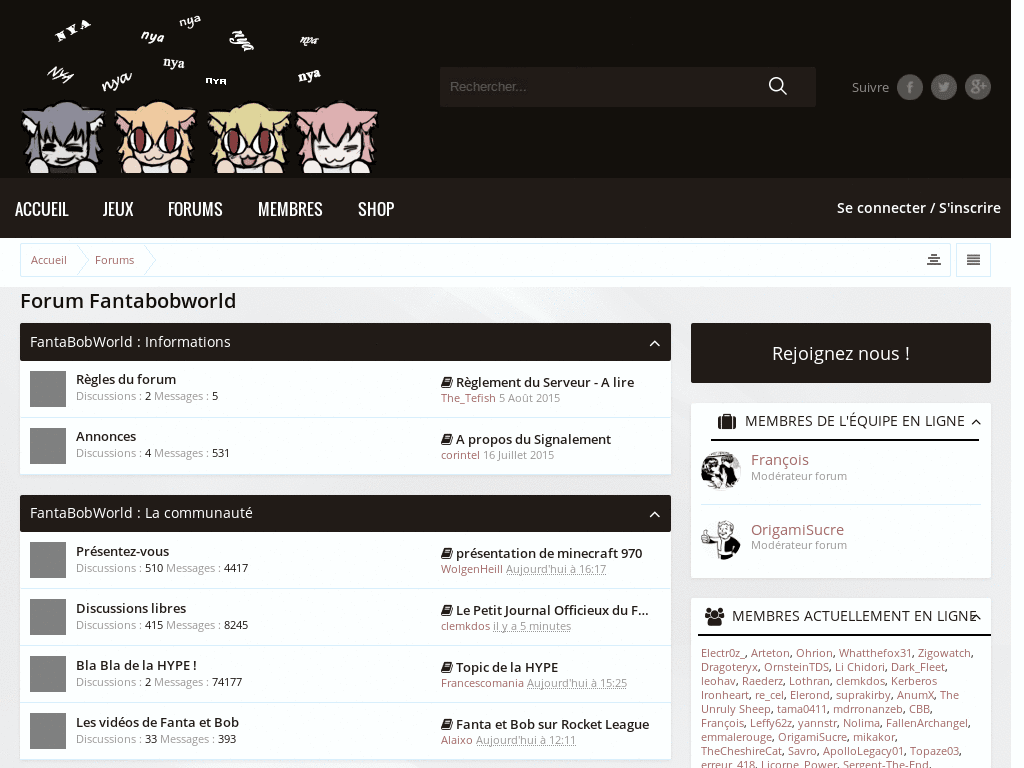 NYA
nya
nya
nya
nya
Ny
nya
nya
nya
nya
Rechercher...
Suivre
ACCUEIL JEUX FORUMS MEMBRES SHOP
Se connecter / S'inscrire
Accueil Forums
Forum Fantabobworld
FantaBobWorld : Informations
Règles du forum
Discussions : 2 Messages : 5
Règlement du Serveur - A lire
The_Tefish 5 Août 2015
Annonces
Discussions : 4 Messages : 531
A propos du Signalement
corintel 16 Juillet 2015
FantaBobWorld : La communauté
Présentez-vous
Discussions : 510 Messages : 4417
présentation de minecraft 970
WolgenHeill Aujourd'hui à 16:17
Discussions libres
Discussions : 415 Messages : 8245
Le Petit Journal Officieux du F...
clemkdos il y a 5 minutes
Bla Bla de la HYPE !
Discussions : 2 Messages : 74177
Topic de la HYPE
Francescomania Aujourd'hui à 15:25
Les vidéos de Fanta et Bob
Discussions : 33 Messages : 393
Fanta et Bob sur Rocket League
Alaixo Aujourd'hui à 12:11
Rejoignez nous !
MEMBRES DE L'ÉQUIPE EN LIGNE
François
Modérateur forum
OrigamiSucre
Modérateur forum
MEMBRES ACTUELLEMENT EN LIGNE
Electr0z_, Arteton, Ohrion, Whatthefox31, Zigowatch,
Dragoteryx, OrnsteinTDS, Li Chidori, Dark_Fleet,
leohav, Raederz, Lothran, clemkdos, Kerberos
Ironheart, re_cel, Elerond, suprakirby, AnumX, The
Unruly Sheep, tama0411, mdrronanzeb, CBB,
François, Leffy62z, yannstr, Nolima, FallenArchangel,
emmalerouge, OrigamiSucre, mikakor,
TheCheshireCat, Savro, ApolloLegacy01, Topaze03,
erreur_418, Licorne_Power, Sergent-The-End,